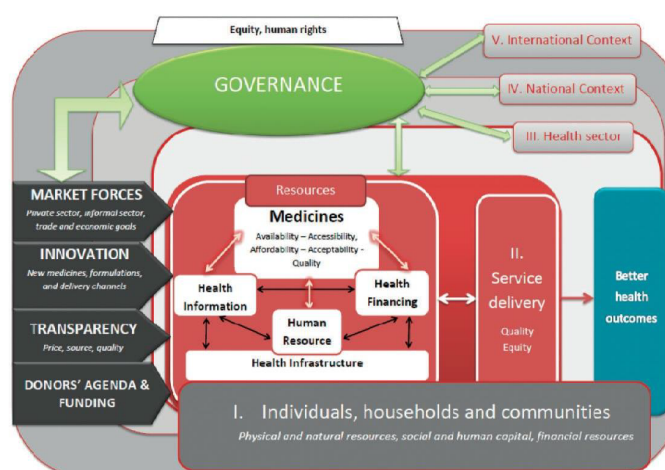 Equity, human rights
GOVERNANCE
V. International Context
IV. National Context
III. Health sector
MARKET FORCES
Private sector, informal sector,
trade and economic goals
INNOVATION
New medicines, formulations,
and delivery channels
TRANSPARENCY
Price, source, quality
DONORS' AGENDA &
FUNDING
Resources
Medicines
Availability – Accessibility,
Affordability – Acceptability -
Quality
Health
Information
Health
Financing
Human
Resource
Health Infrastructure
II.
Service
delivery
Quality
Equity
Better
health
outcomes
I. Individuals, households and communities
Physical and natural resources, social and human capital, financial resources